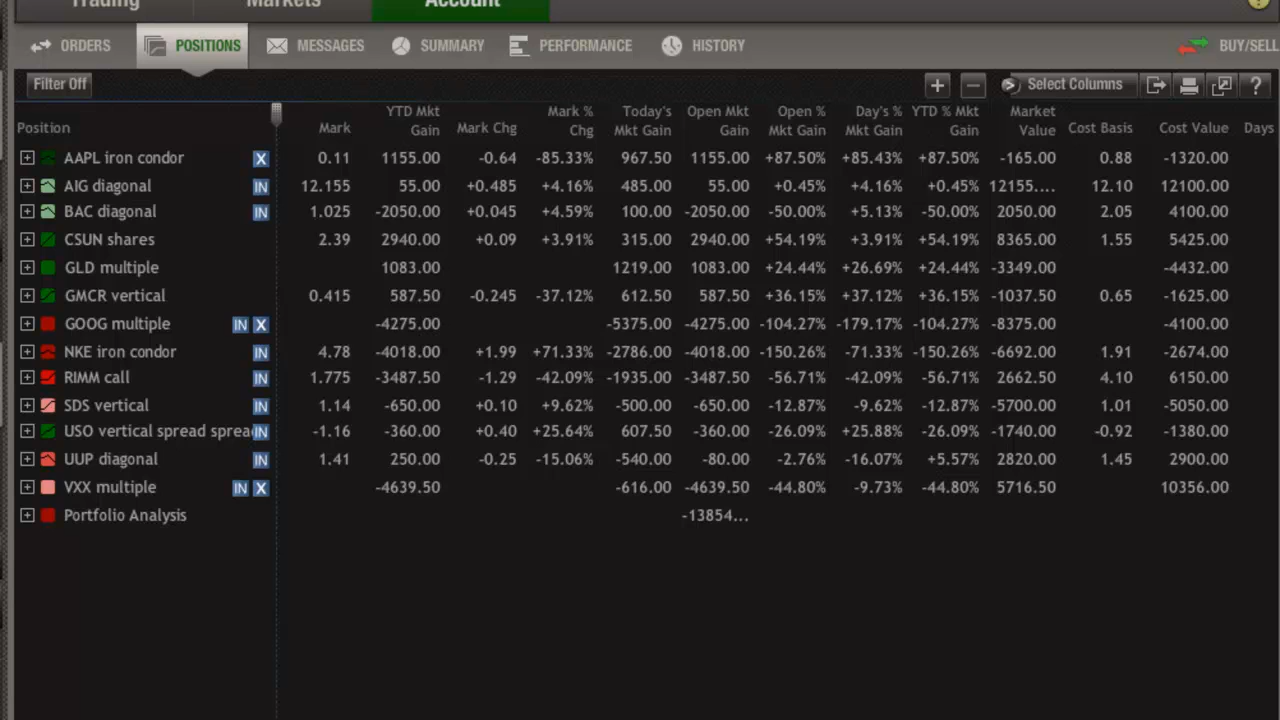 Trading Markets Account
ORDERS POSITIONS MESSAGES SUMMARY PERFORMANCE HISTORY BUY/SELL
Filter Off + − Select Columns ?
YTD Mkt Mark % Today's Open Mkt Open % Day's % YTD % Mkt Market
Position Mark Gain Mark Chg Chg Mkt Gain Gain Mkt Gain Mkt Gain Gain Value Cost Basis Cost Value Days
AAPL iron condor X 0.11 1155.00 -0.64 -85.33% 967.50 1155.00 +87.50% +85.43% +87.50% -165.00 0.88 -1320.00
AIG diagonal IN 12.155 55.00 +0.485 +4.16% 485.00 55.00 +0.45% +4.16% +0.45% 12155.... 12.10 12100.00
BAC diagonal IN 1.025 -2050.00 +0.045 +4.59% 100.00 -2050.00 -50.00% +5.13% -50.00% 2050.00 2.05 4100.00
CSUN shares 2.39 2940.00 +0.09 +3.91% 315.00 2940.00 +54.19% +3.91% +54.19% 8365.00 1.55 5425.00
GLD multiple 1083.00 1219.00 1083.00 +24.44% +26.69% +24.44% -3349.00 -4432.00
GMCR vertical 0.415 587.50 -0.245 -37.12% 612.50 587.50 +36.15% +37.12% +36.15% -1037.50 0.65 -1625.00
GOOG multiple IN X -4275.00 -5375.00 -4275.00 -104.27% -179.17% -104.27% -8375.00 -4100.00
NKE iron condor IN 4.78 -4018.00 +1.99 +71.33% -2786.00 -4018.00 -150.26% -71.33% -150.26% -6692.00 1.91 -2674.00
RIMM call IN 1.775 -3487.50 -1.29 -42.09% -1935.00 -3487.50 -56.71% -42.09% -56.71% 2662.50 4.10 6150.00
SDS vertical IN 1.14 -650.00 +0.10 +9.62% -500.00 -650.00 -12.87% -9.62% -12.87% -5700.00 1.01 -5050.00
USO vertical spread sprea IN -1.16 -360.00 +0.40 +25.64% 607.50 -360.00 -26.09% +25.88% -26.09% -1740.00 -0.92 -1380.00
UUP diagonal IN 1.41 250.00 -0.25 -15.06% -540.00 -80.00 -2.76% -16.07% +5.57% 2820.00 1.45 2900.00
VXX multiple IN X -4639.50 -616.00 -4639.50 -44.80% -9.73% -44.80% 5716.50 10356.00
Portfolio Analysis -13854...